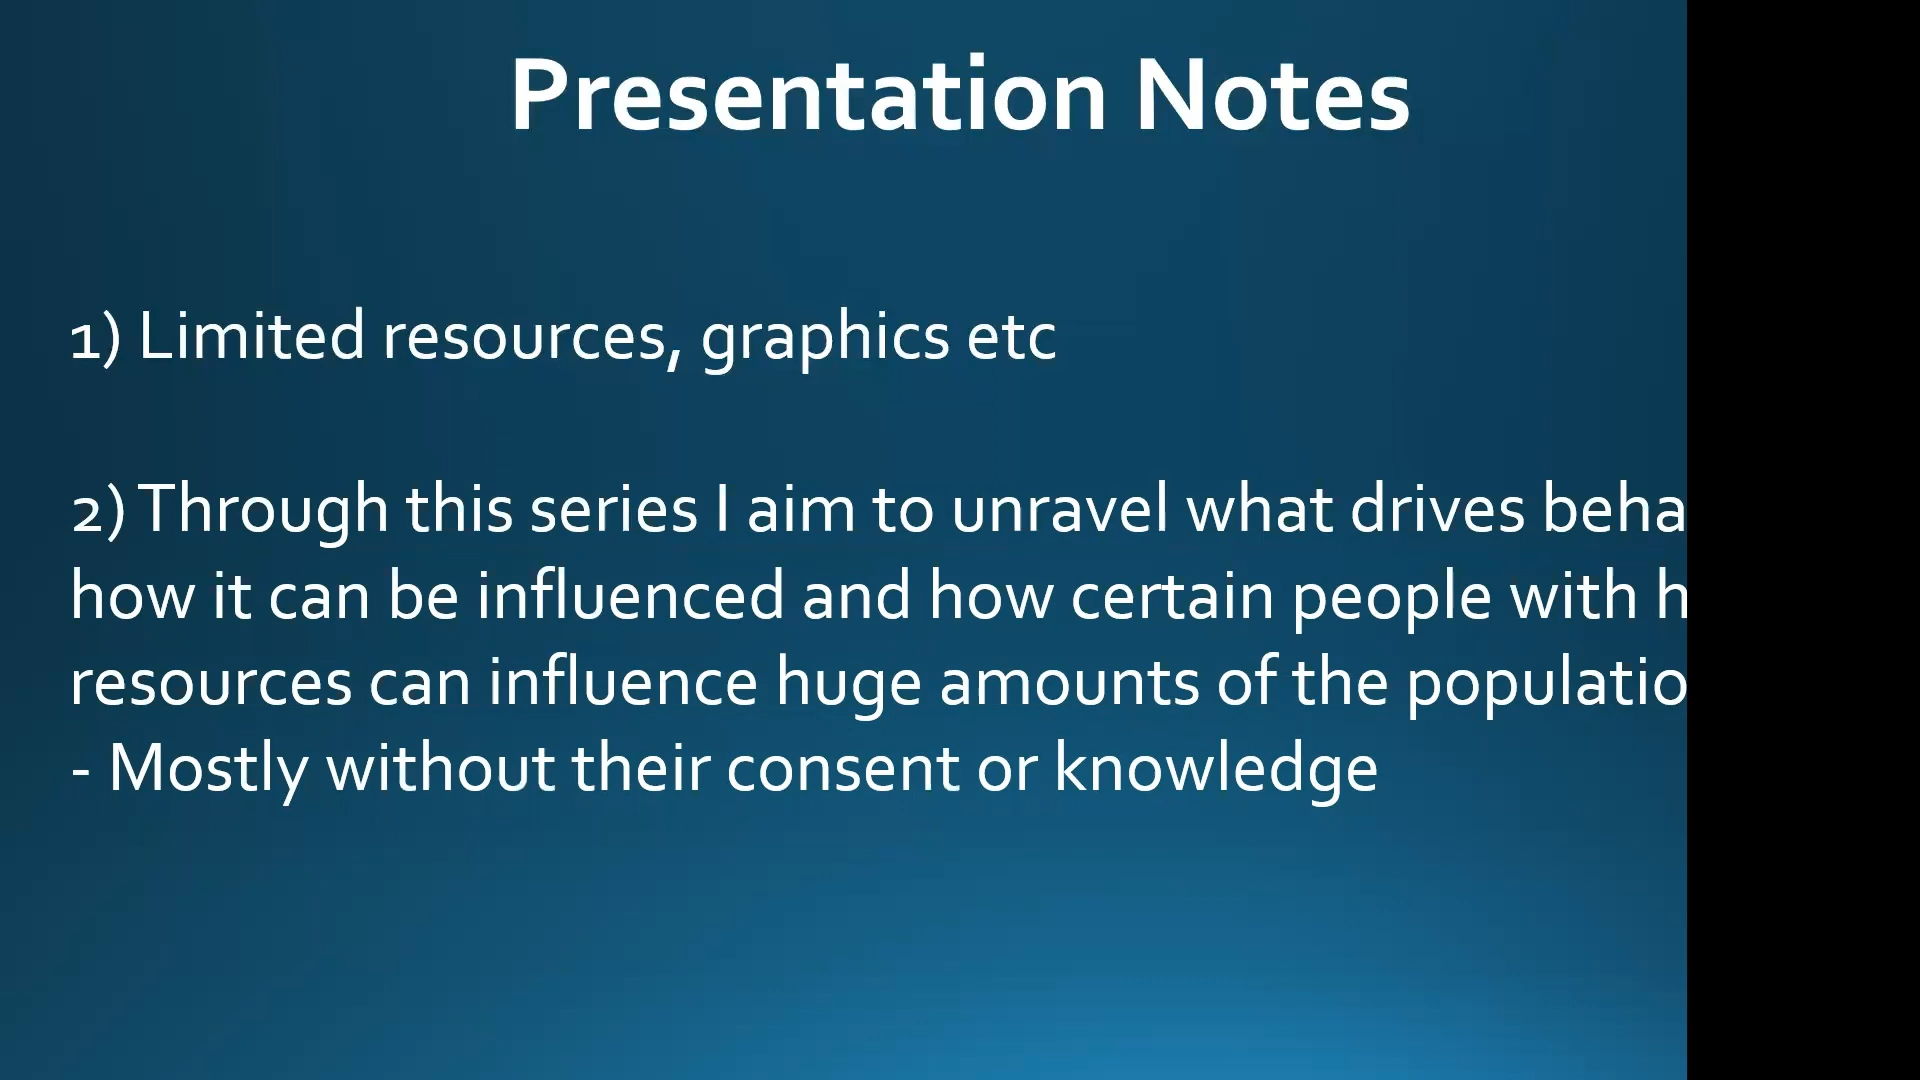 Presentation Notes
1) Limited resources, graphics etc
2) Through this series I aim to unravel what drives
how it can be influenced and how certain people with
resources can influence huge amounts of the
- Mostly without their consent or knowledge